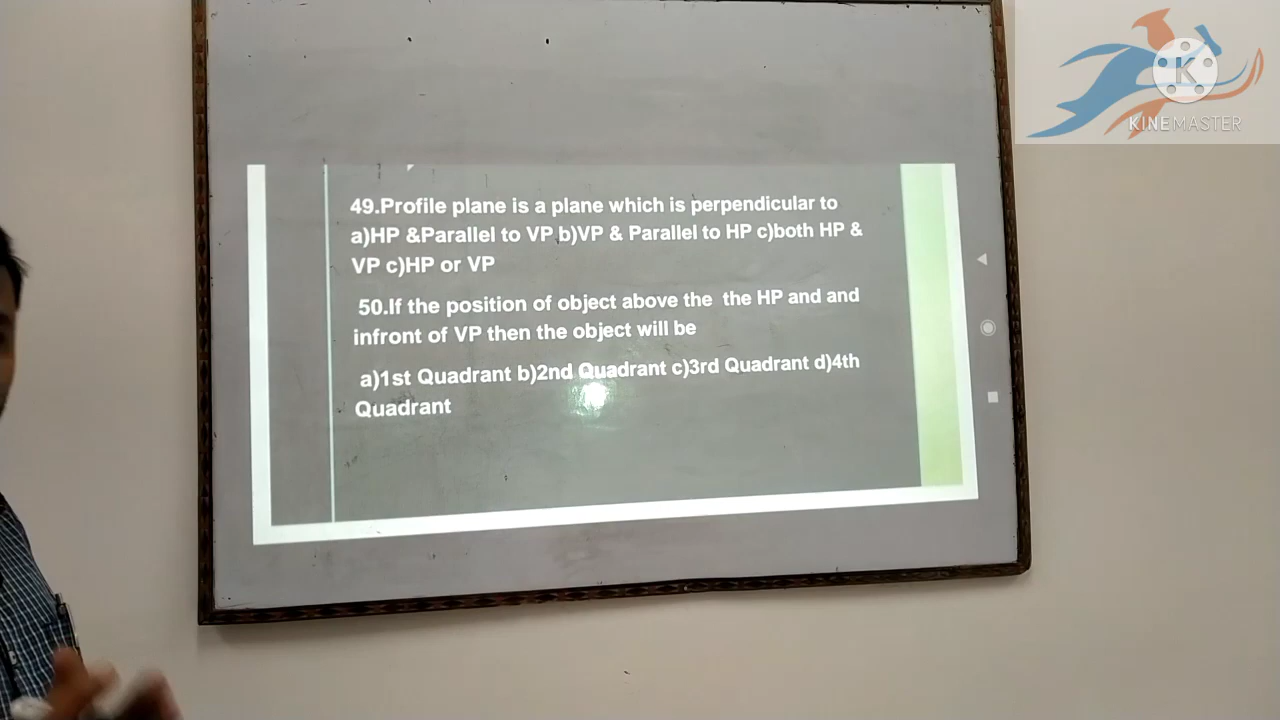 KINEMASTER
49.Profile plane is a plane which is perpendicular to
a)HP &Parallel to VP b)VP & Parallel to HP c)both HP &
VP c)HP or VP
50.If the position of object above the the HP and and
infront of VP then the object will be
a)1st Quadrant b)2nd Quadrant c)3rd Quadrant d)4th
Quadrant